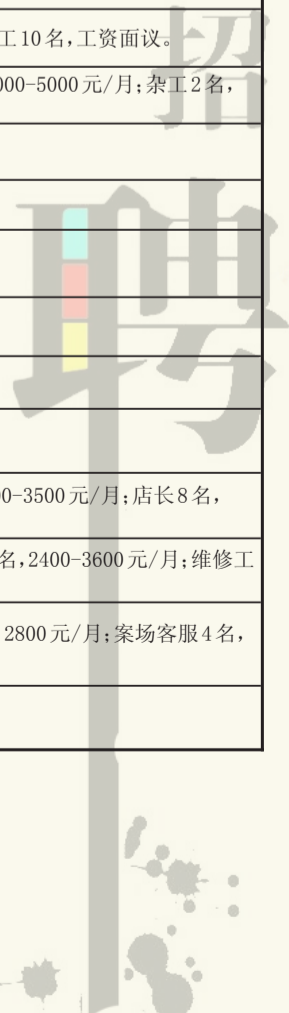 工10名,工资面议。
招
000-5000元/月;杂工2名,
聘
00-3500元/月;店长8名,
名,2400-3600元/月;维修工
2800元/月;案场客服4名,